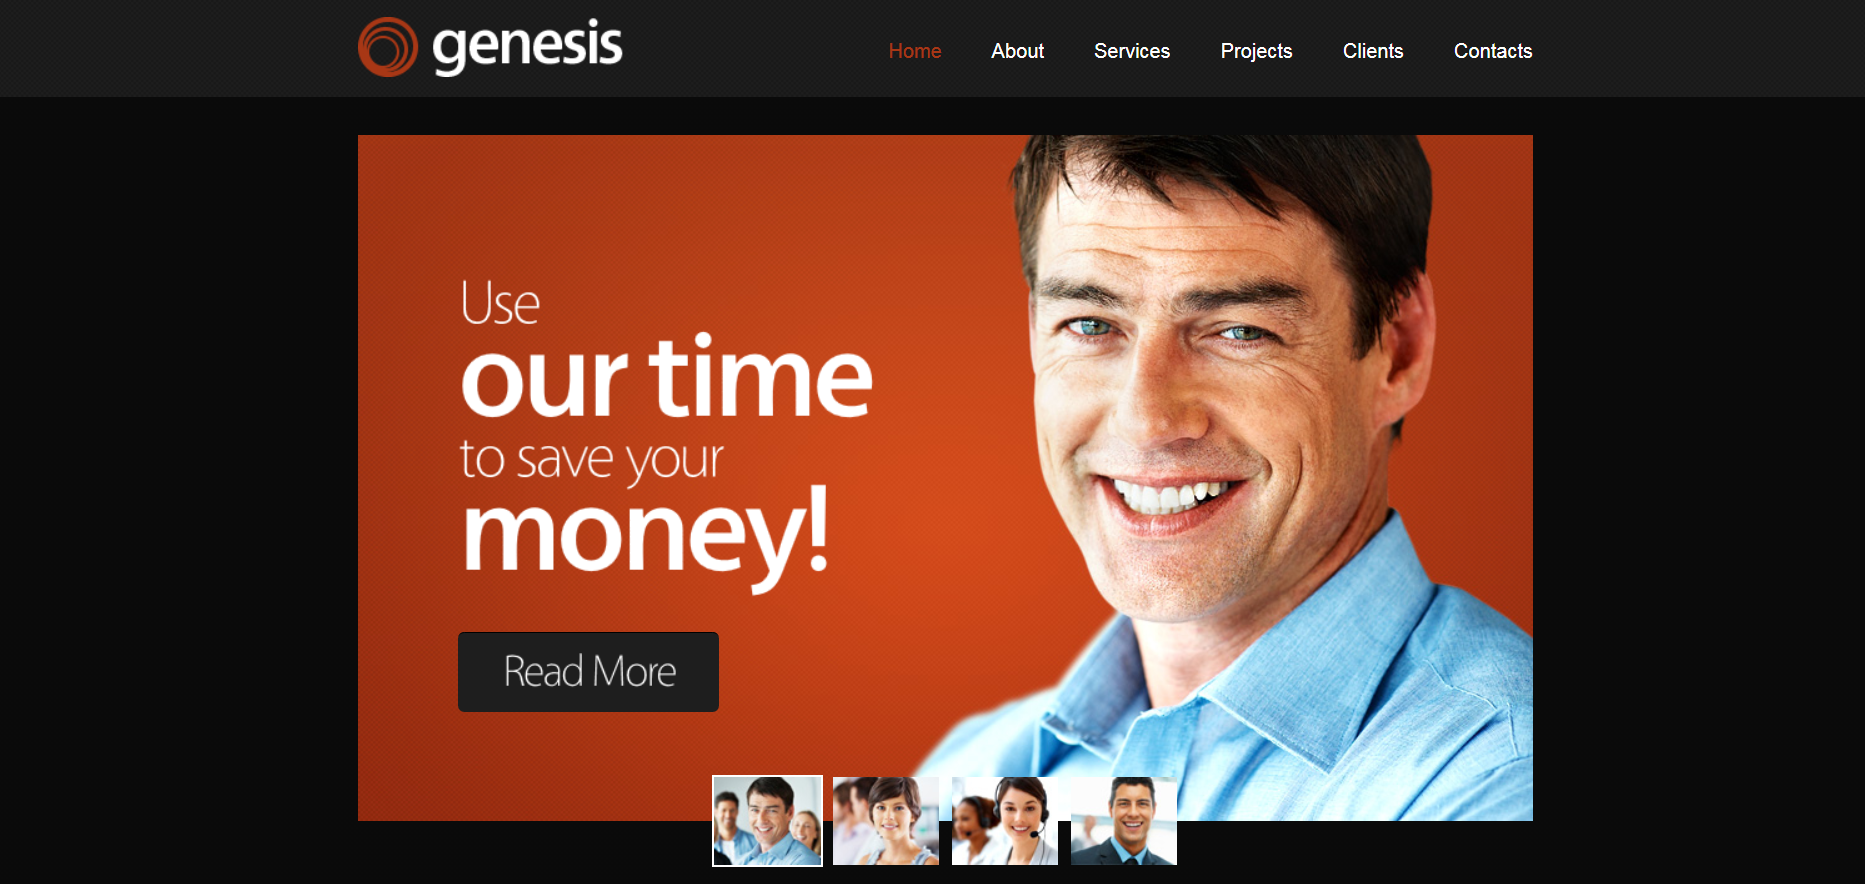 genesis
Home About Services Projects Clients Contacts
Use
our time
to save your
money!
Read More